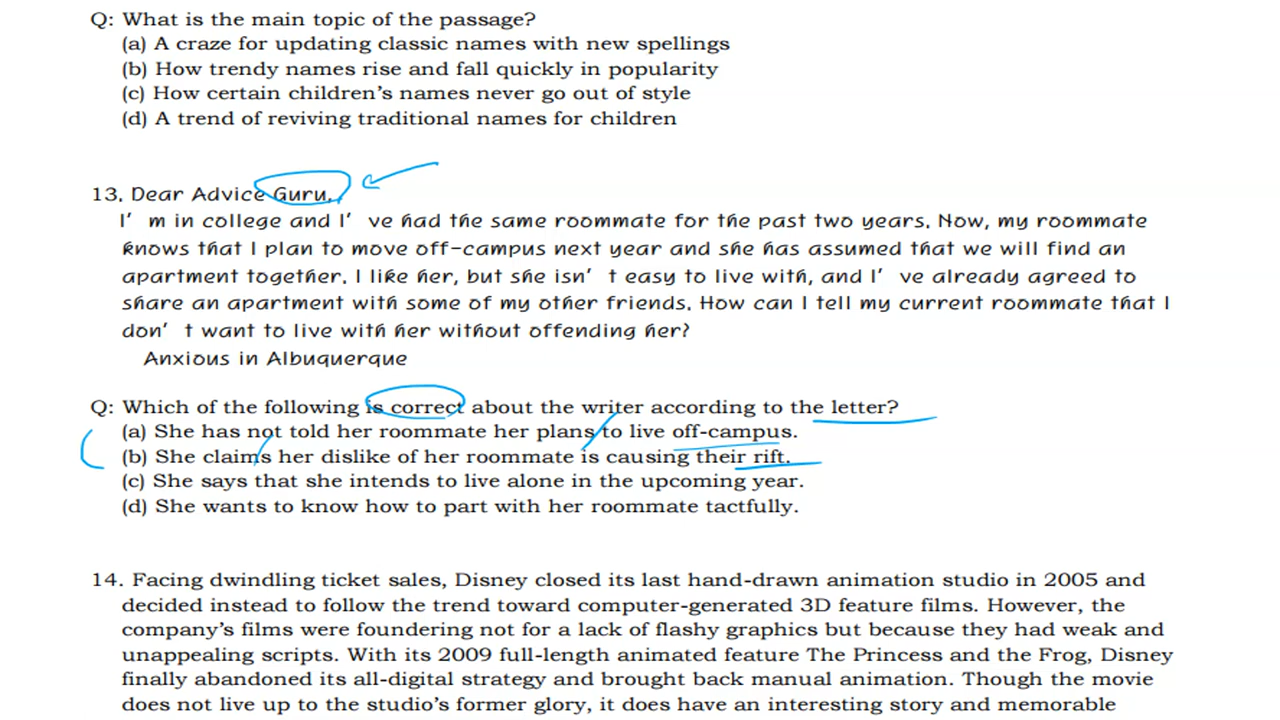 Q: What is the main topic of the passage?
(a) A craze for updating classic names with new spellings
(b) How trendy names rise and fall quickly in popularity
(c) How certain children's names never go out of style
(d) A trend of reviving traditional names for children
13. Dear Advice Guru,
I'm in college and I've had the same roommate for the past two years. Now, my roommate
knows that I plan to move off-campus next year and she has assumed that we will find an
apartment together. I like her, but she isn't easy to live with, and I've already agreed to
share an apartment with some of my other friends. How can I tell my current roommate that I
don't want to live with her without offending her?
Anxious in Albuquerque
Q: Which of the following is correct about the writer according to the letter?
(a) She has not told her roommate her plans to live off-campus.
(b) She claims her dislike of her roommate is causing their rift.
(c) She says that she intends to live alone in the upcoming year.
(d) She wants to know how to part with her roommate tactfully.
14. Facing dwindling ticket sales, Disney closed its last hand-drawn animation studio in 2005 and
decided instead to follow the trend toward computer-generated 3D feature films. However, the
company's films were foundering not for a lack of flashy graphics but because they had weak and
unappealing scripts. With its 2009 full-length animated feature The Princess and the Frog, Disney
finally abandoned its all-digital strategy and brought back manual animation. Though the movie
does not live up to the studio's former glory, it does have an interesting story and memorable